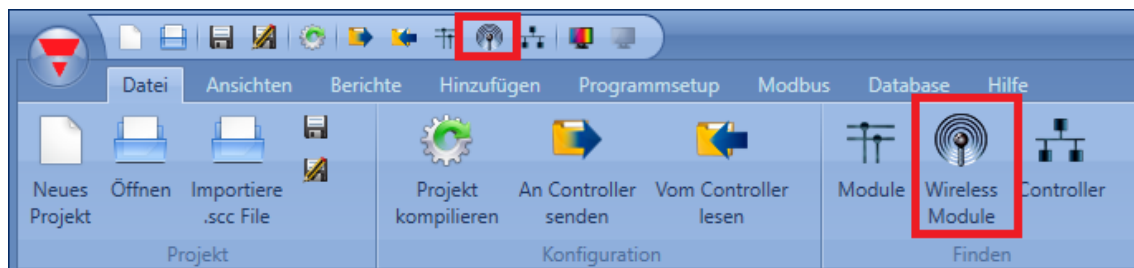 Datei Ansichten Berichte Hinzufügen Programmsetup Modbus Database Hilfe
Neues Projekt
Öffnen
Importiere .scc File
Projekt kompilieren
An Controller senden
Vom Controller lesen
Module
Wireless Module
Controller
Projekt
Konfiguration
Finden